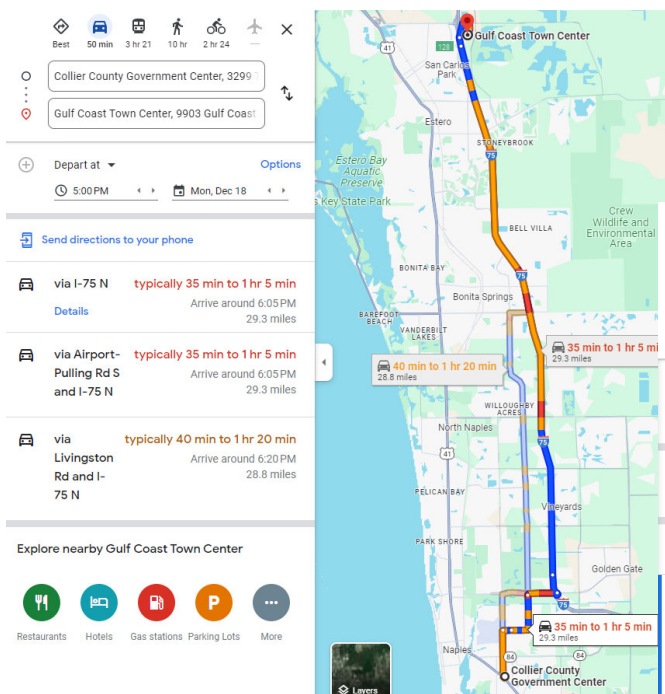 Best
50 min
3 hr 21
10 hr
2 hr 24
—
Collier County Government Center, 3299
Gulf Coast Town Center, 9903 Gulf Coast
Depart at
Options
5:00 PM
Mon, Dec 18
Send directions to your phone
via I-75 N
typically 35 min to 1 hr 5 min
Arrive around 6:05 PM
Details
29.3 miles
via Airport-
Pulling Rd S
and I-75 N
typically 35 min to 1 hr 5 min
Arrive around 6:05 PM
29.3 miles
via
Livingston
Rd and I-
75 N
typically 40 min to 1 hr 20 min
Arrive around 6:20 PM
28.8 miles
Explore nearby Gulf Coast Town Center
Restaurants
Hotels
Gas stations
Parking Lots
More
Gulf Coast Town Center
41
San Carlos
Park
Estero
STONEYBROOK
75
Estero Bay
Aquatic
Preserve
s Key State Park
Crew
Wildlife and
Environmental
Area
BELL VILLA
BONITA BAY
75
Bonita Springs
BAREFOOT
BEACH
VANDERBILT
LAKES
35 min to 1 hr 5 mi
29.3 miles
40 min to 1 hr 20 min
28.8 miles
WILLOUGHBY
ACRES
North Naples
75
41
PELICAN BAY
Vineyards
PARK SHORE
Golden Gate
75
35 min to 1 hr 5 min
29.3 miles
Naples
84
84
Collier County
Government Center
Layers